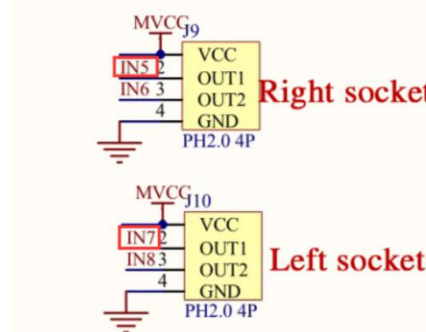 MVCC J9
VCC
IN5 2 OUT1
IN6 3 OUT2 Right socket
4 GND
PH2.0 4P
MVCC J10
VCC
IN7 2 OUT1
IN8 3 OUT2 Left socket
4 GND
PH2.0 4P